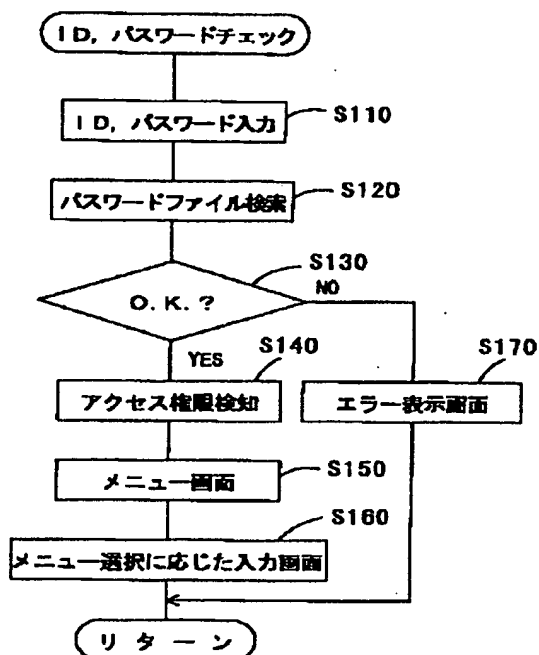 ID, パスワードチェック
ID, パスワード入力
S110
パスワードファイル検索
S120
O.K.?
S130
NO
YES
アクセス権限検知
S140
エラー表示画面
S170
メニュー画面
S150
メニュー選択に応じた入力画面
S160
リターン